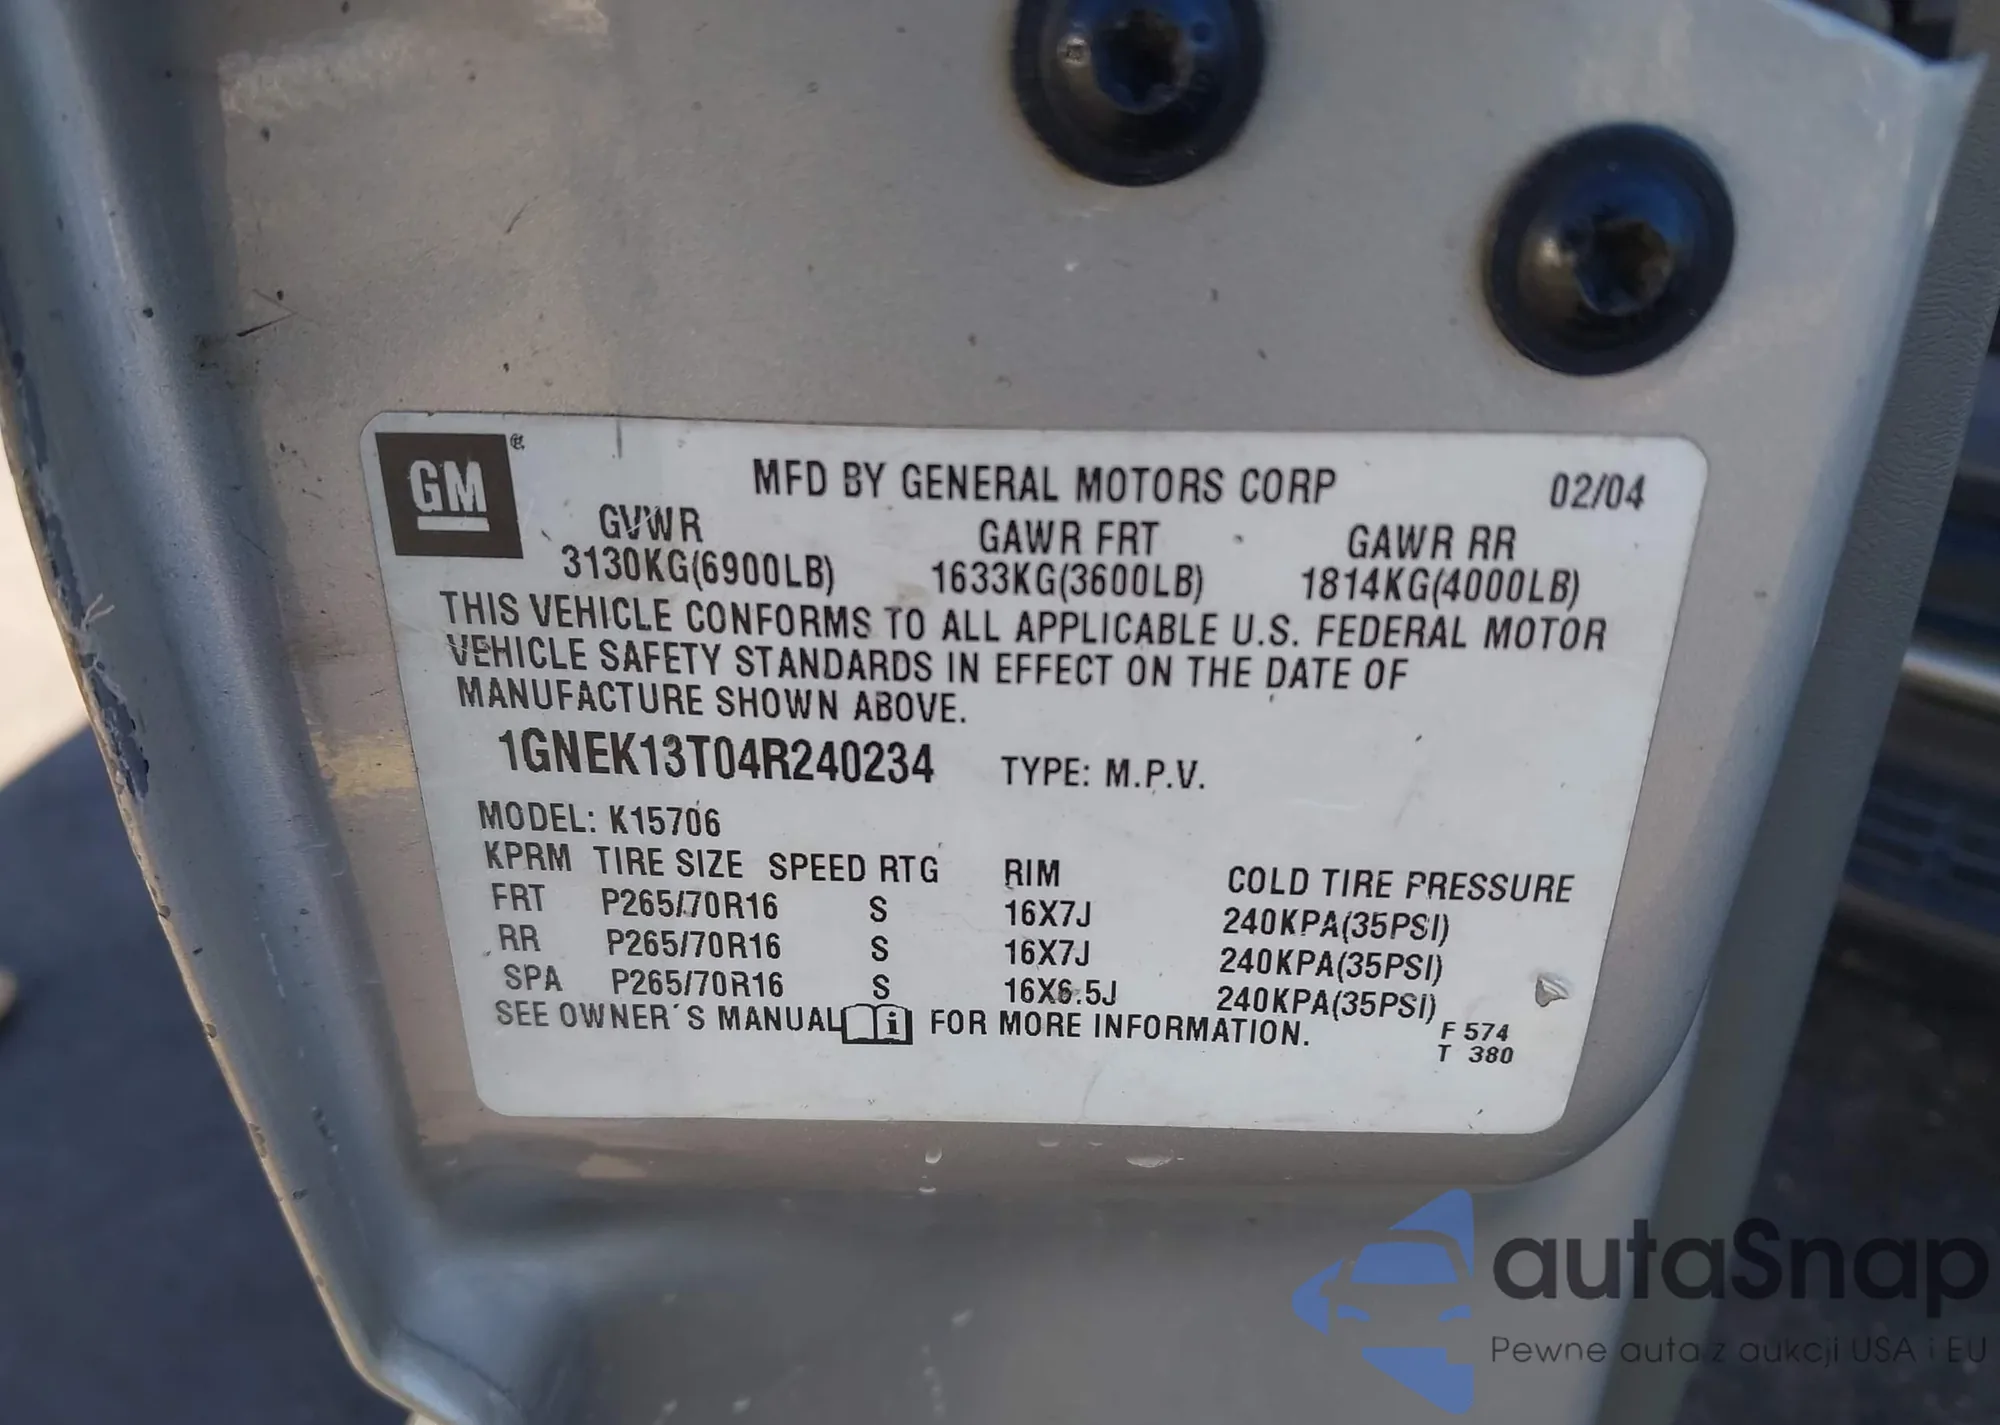 GM ®
MFD BY GENERAL MOTORS CORP 02/04
GVWR GAWR FRT GAWR RR
3130KG(6900LB) 1633KG(3600LB) 1814KG(4000LB)
THIS VEHICLE CONFORMS TO ALL APPLICABLE U.S. FEDERAL MOTOR
VEHICLE SAFETY STANDARDS IN EFFECT ON THE DATE OF
MANUFACTURE SHOWN ABOVE.
1GNEK13T04R240234 TYPE: M.P.V.
MODEL: K15706
KPRM TIRE SIZE SPEED RTG RIM COLD TIRE PRESSURE
FRT P265/70R16 S 16X7J 240KPA(35PSI)
RR P265/70R16 S 16X7J 240KPA(35PSI)
SPA P265/70R16 S 16X6.5J 240KPA(35PSI)
SEE OWNER´S MANUAL i FOR MORE INFORMATION.
F 574
T 380
autaSnap
Pewne auta z aukcji USA i EU